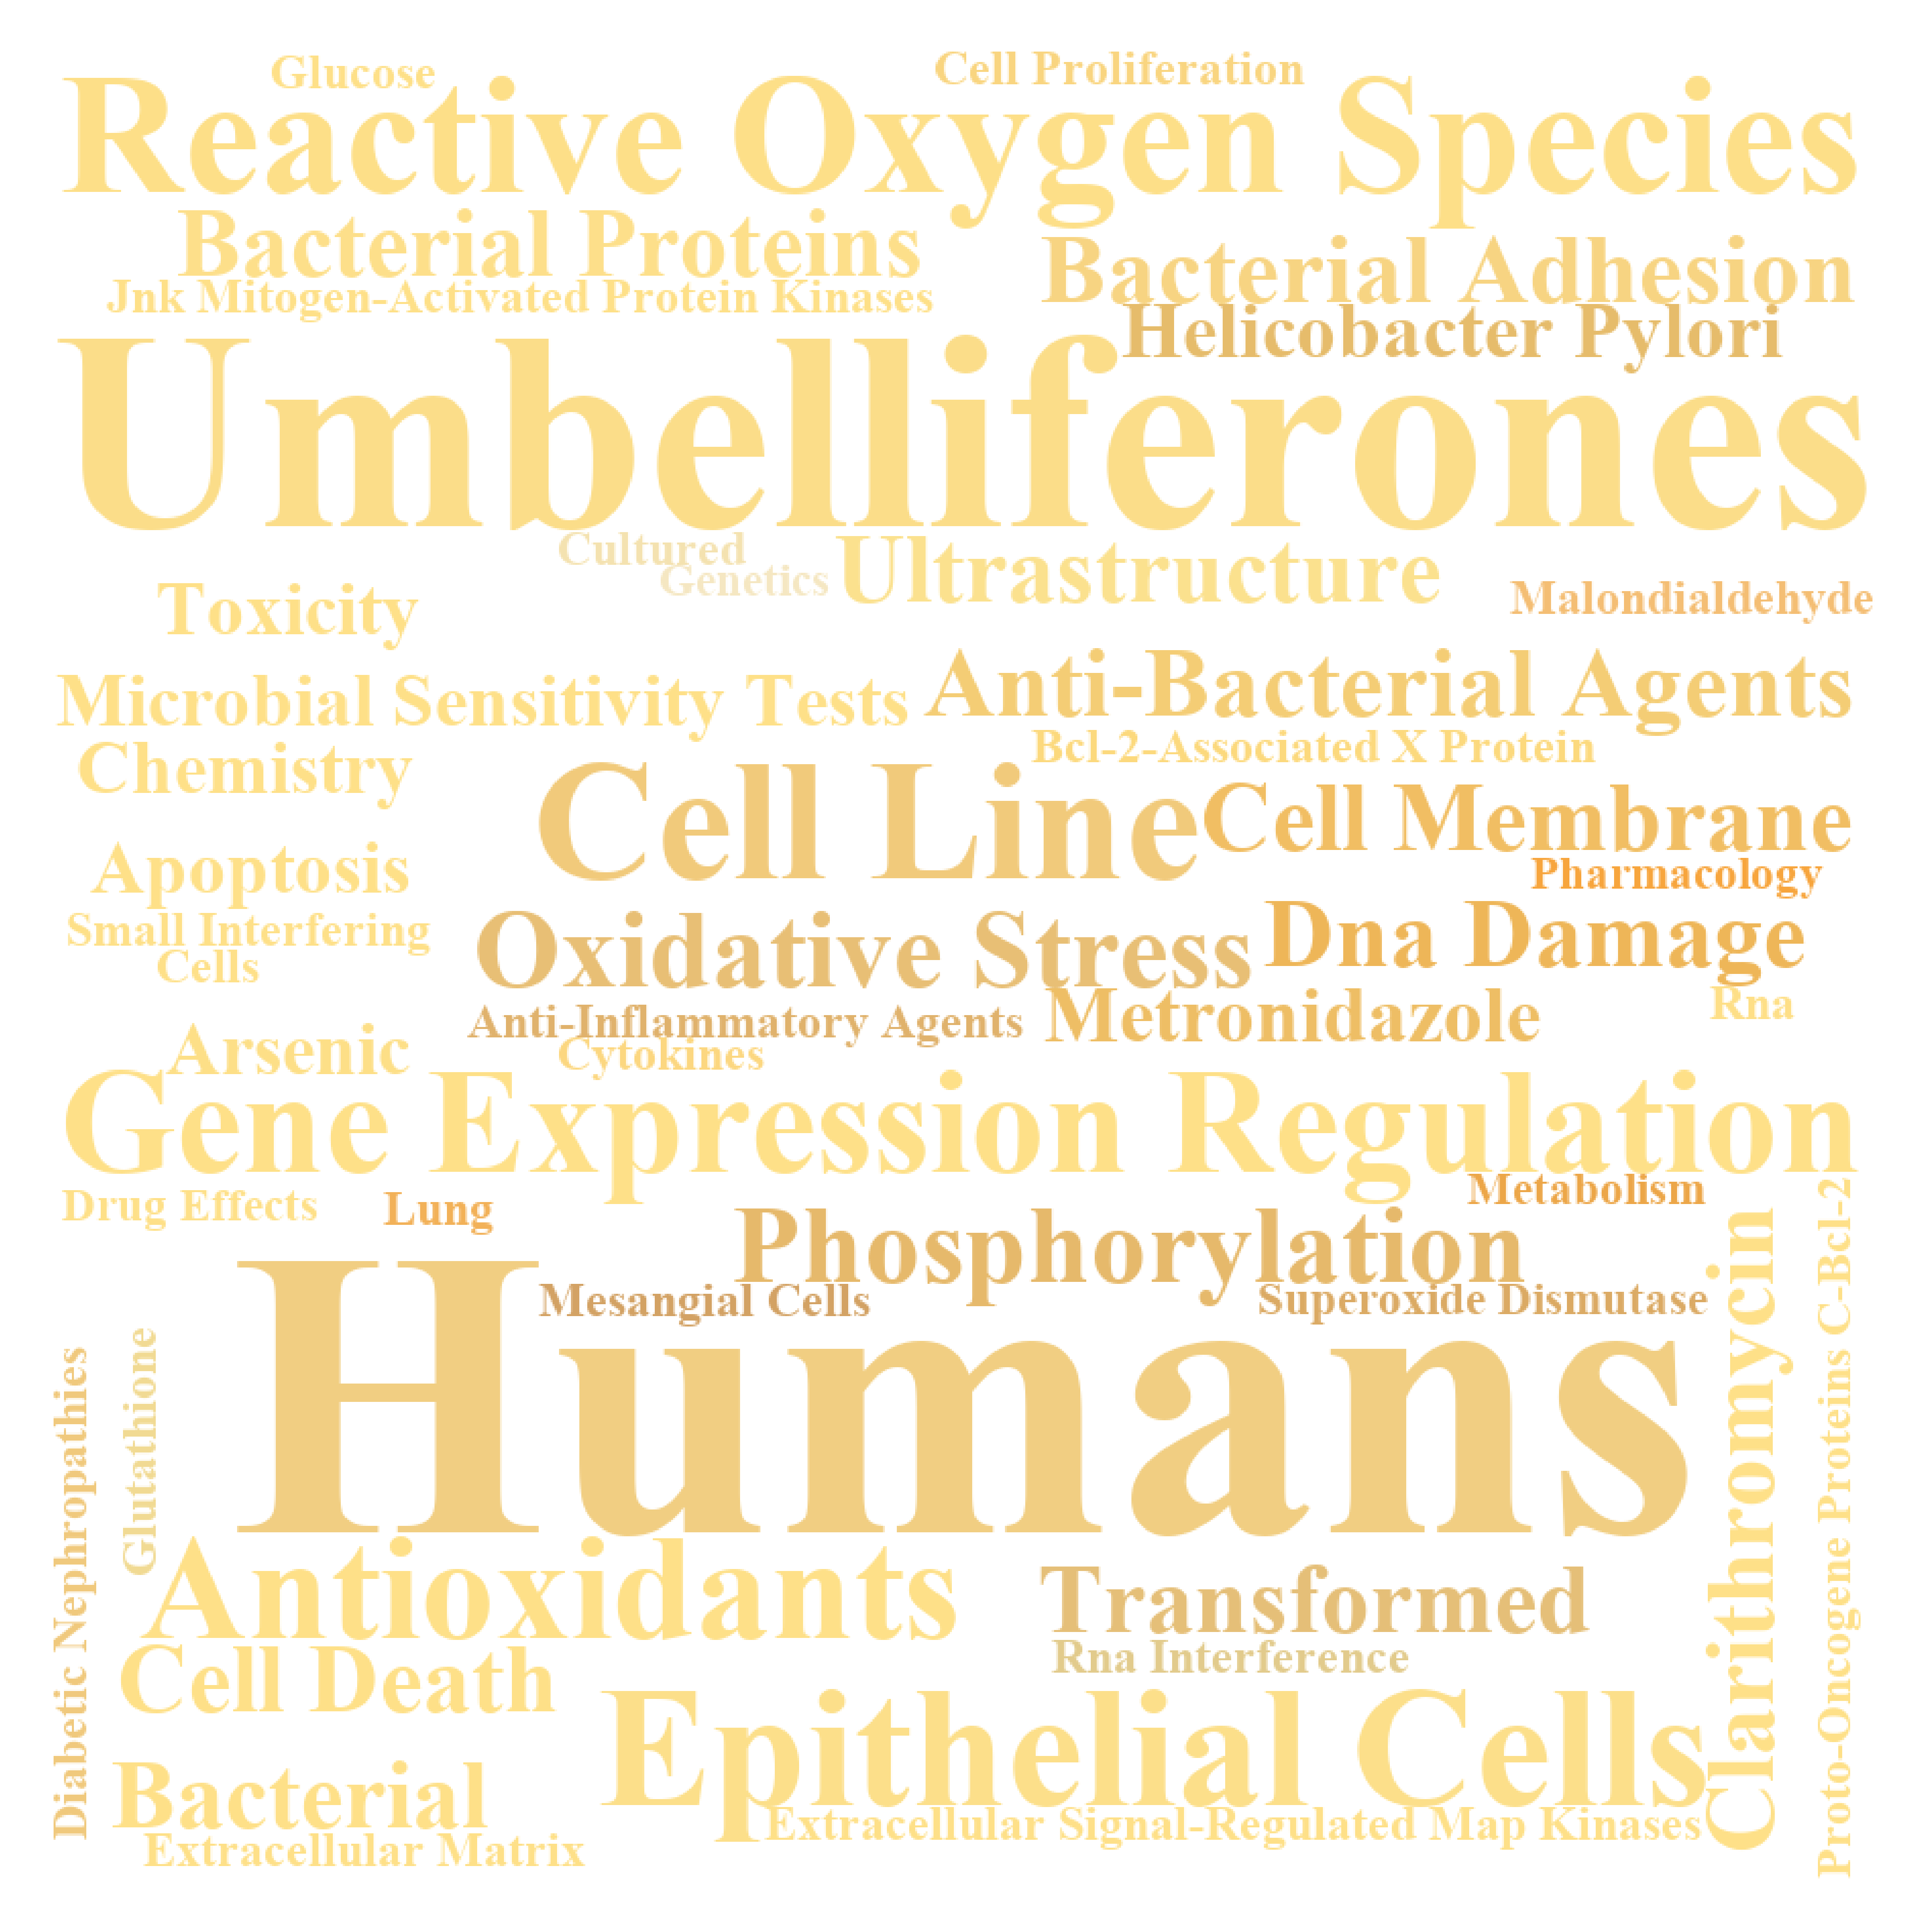 Glucose
Cell Proliferation
Reactive Oxygen Species
Bacterial Proteins
Bacterial Adhesion
Jnk Mitogen-Activated Protein Kinases
Helicobacter Pylori
Umbelliferones
Cultured
Genetics
Ultrastructure
Toxicity
Malondialdehyde
Microbial Sensitivity Tests
Anti-Bacterial Agents
Bcl-2-Associated X Protein
Chemistry
Cell Line
Cell Membrane
Apoptosis
Pharmacology
Small Interfering
Oxidative Stress
Dna Damage
Cells
Anti-Inflammatory Agents
Metronidazole
Rna
Arsenic
Cytokines
Gene Expression Regulation
Drug Effects
Lung
Metabolism
Phosphorylation
Mesangial Cells
Superoxide Dismutase
Humans
Clarithromycin
Proto-Oncogene Proteins C-Bcl-2
Diabetic Nephropathies
Glutathione
Antioxidants
Transformed
Cell Death
Rna Interference
Epithelial Cells
Bacterial
Extracellular Signal-Regulated Map Kinases
Extracellular Matrix